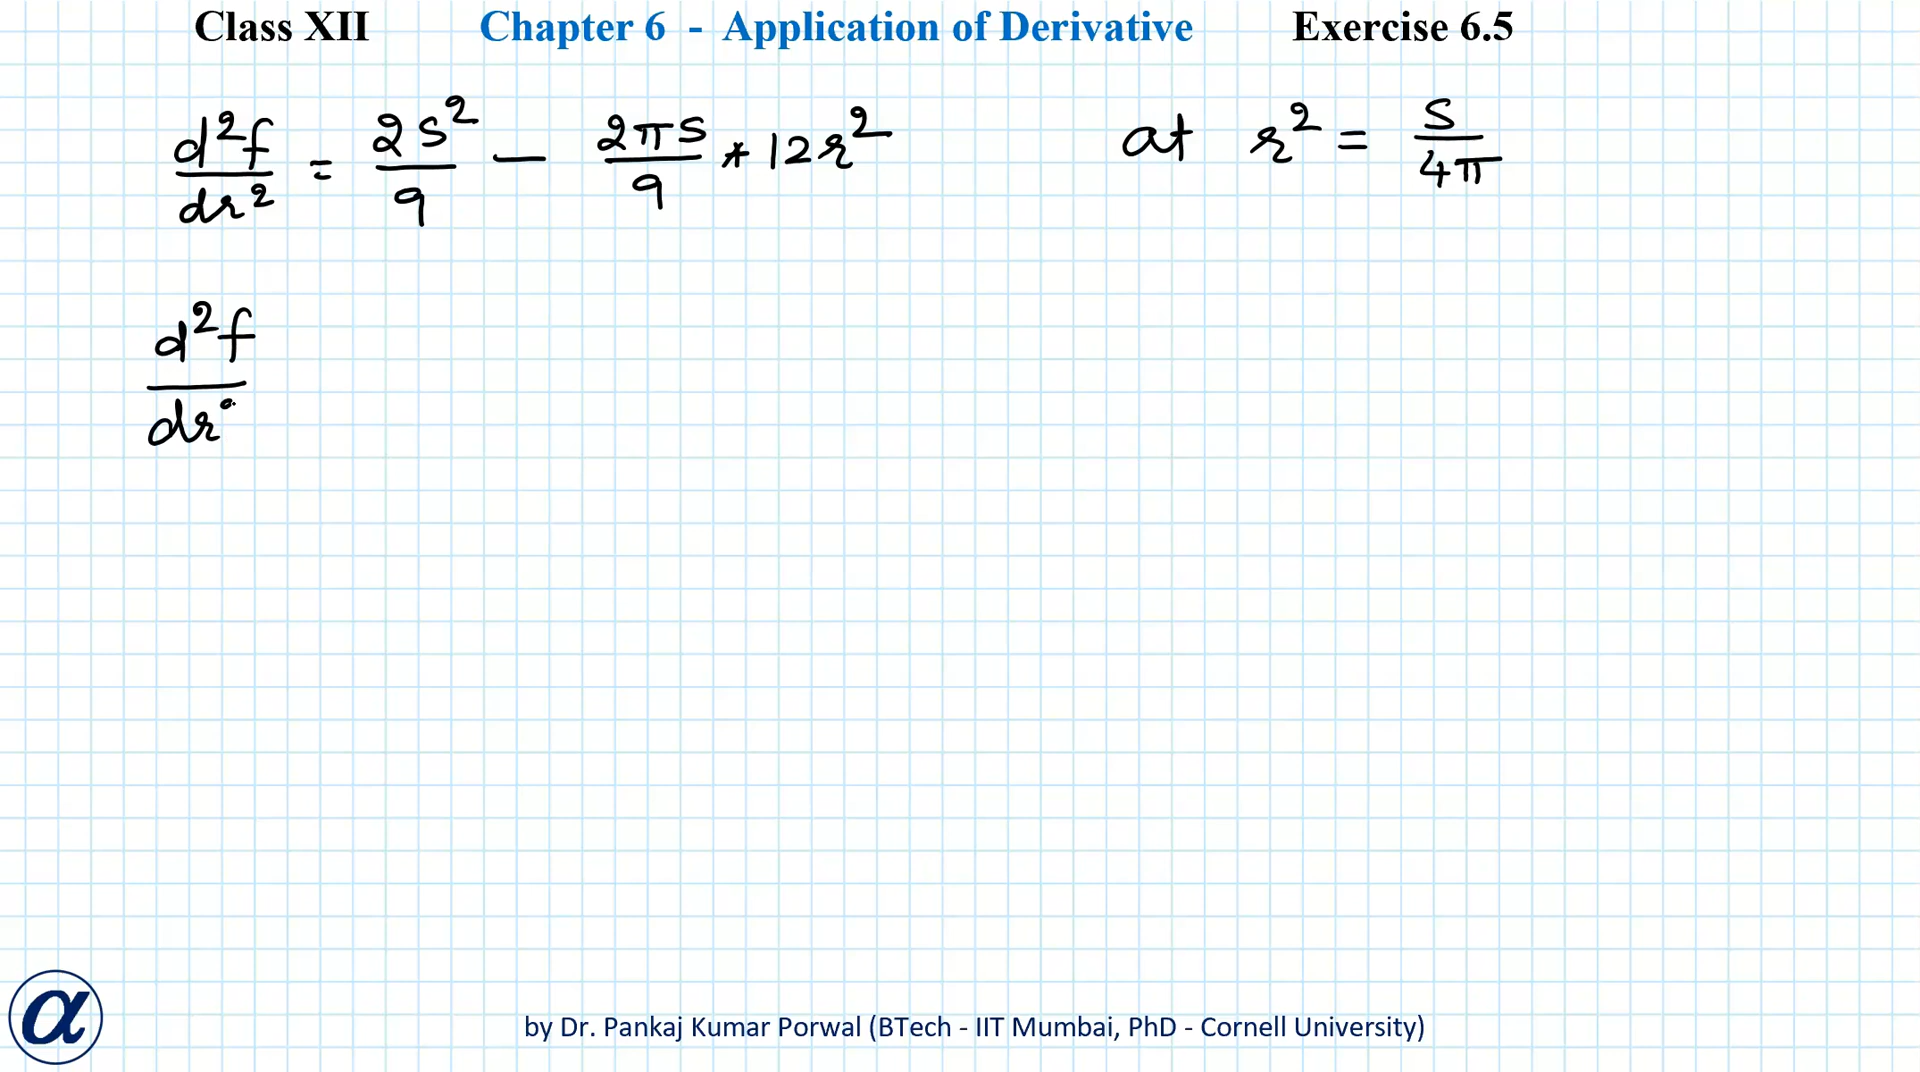 Class XII Chapter 6 - Application of Derivative Exercise 6.5
d²f/dr² = 2S²/9 — 2πS/9 * 12r² at r² = S/4π
d²f/dr
α
by Dr. Pankaj Kumar Porwal (BTech - IIT Mumbai, PhD - Cornell University)